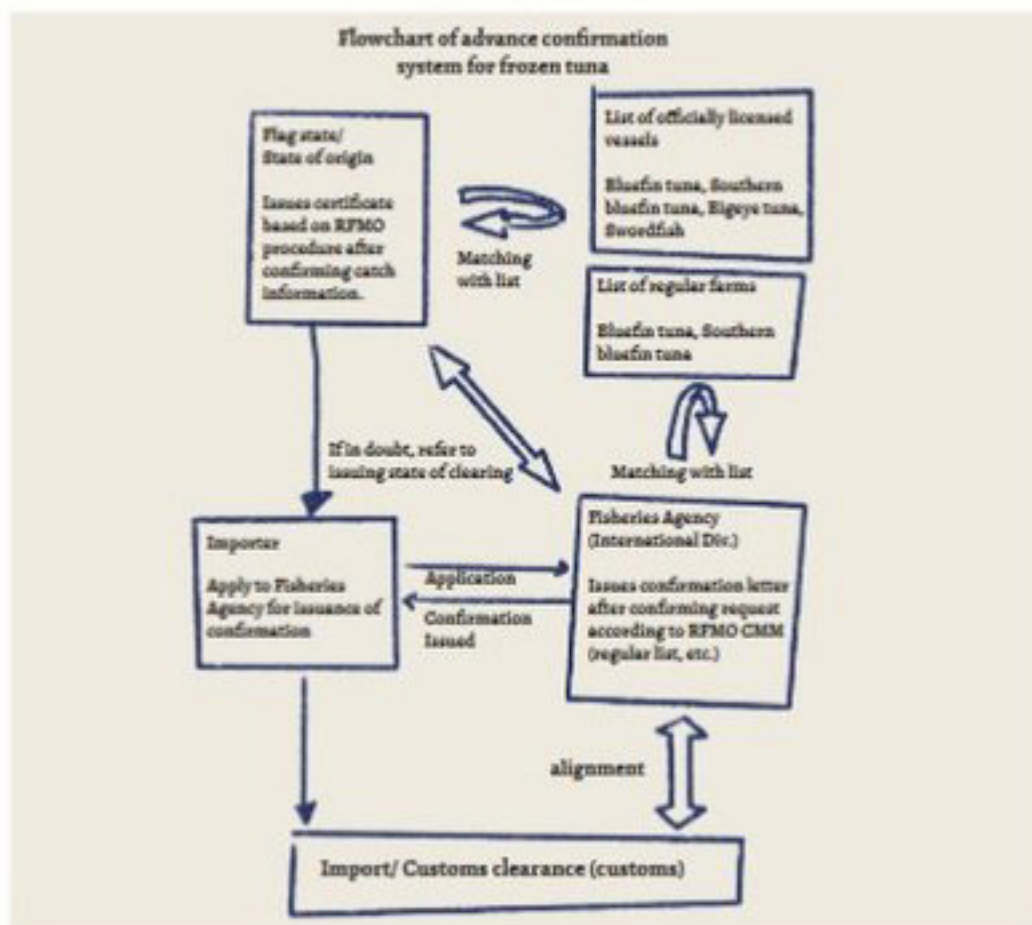 Flowchart of advance confirmation
system for frozen tuna
Flag state/
State of origin
Issues certificate
based on RFMO
procedure after
confirming catch
information.
Matching
with list
List of officially licensed
vessels
Bluefin tuna, Southern
bluefin tuna, Bigeye tuna,
Swordfish
List of regular farms
Bluefin tuna, Southern
bluefin tuna
If in doubt, refer to
issuing state of clearing
Matching with list
Importer
Apply to Fisheries
Agency for issuance of
confirmation
Application
Confirmation
Issued
Fisheries Agency
(International Div.)
Issues confirmation letter
after confirming request
according to RFMO CMM
(regular list, etc.)
alignment
Import/ Customs clearance (customs)